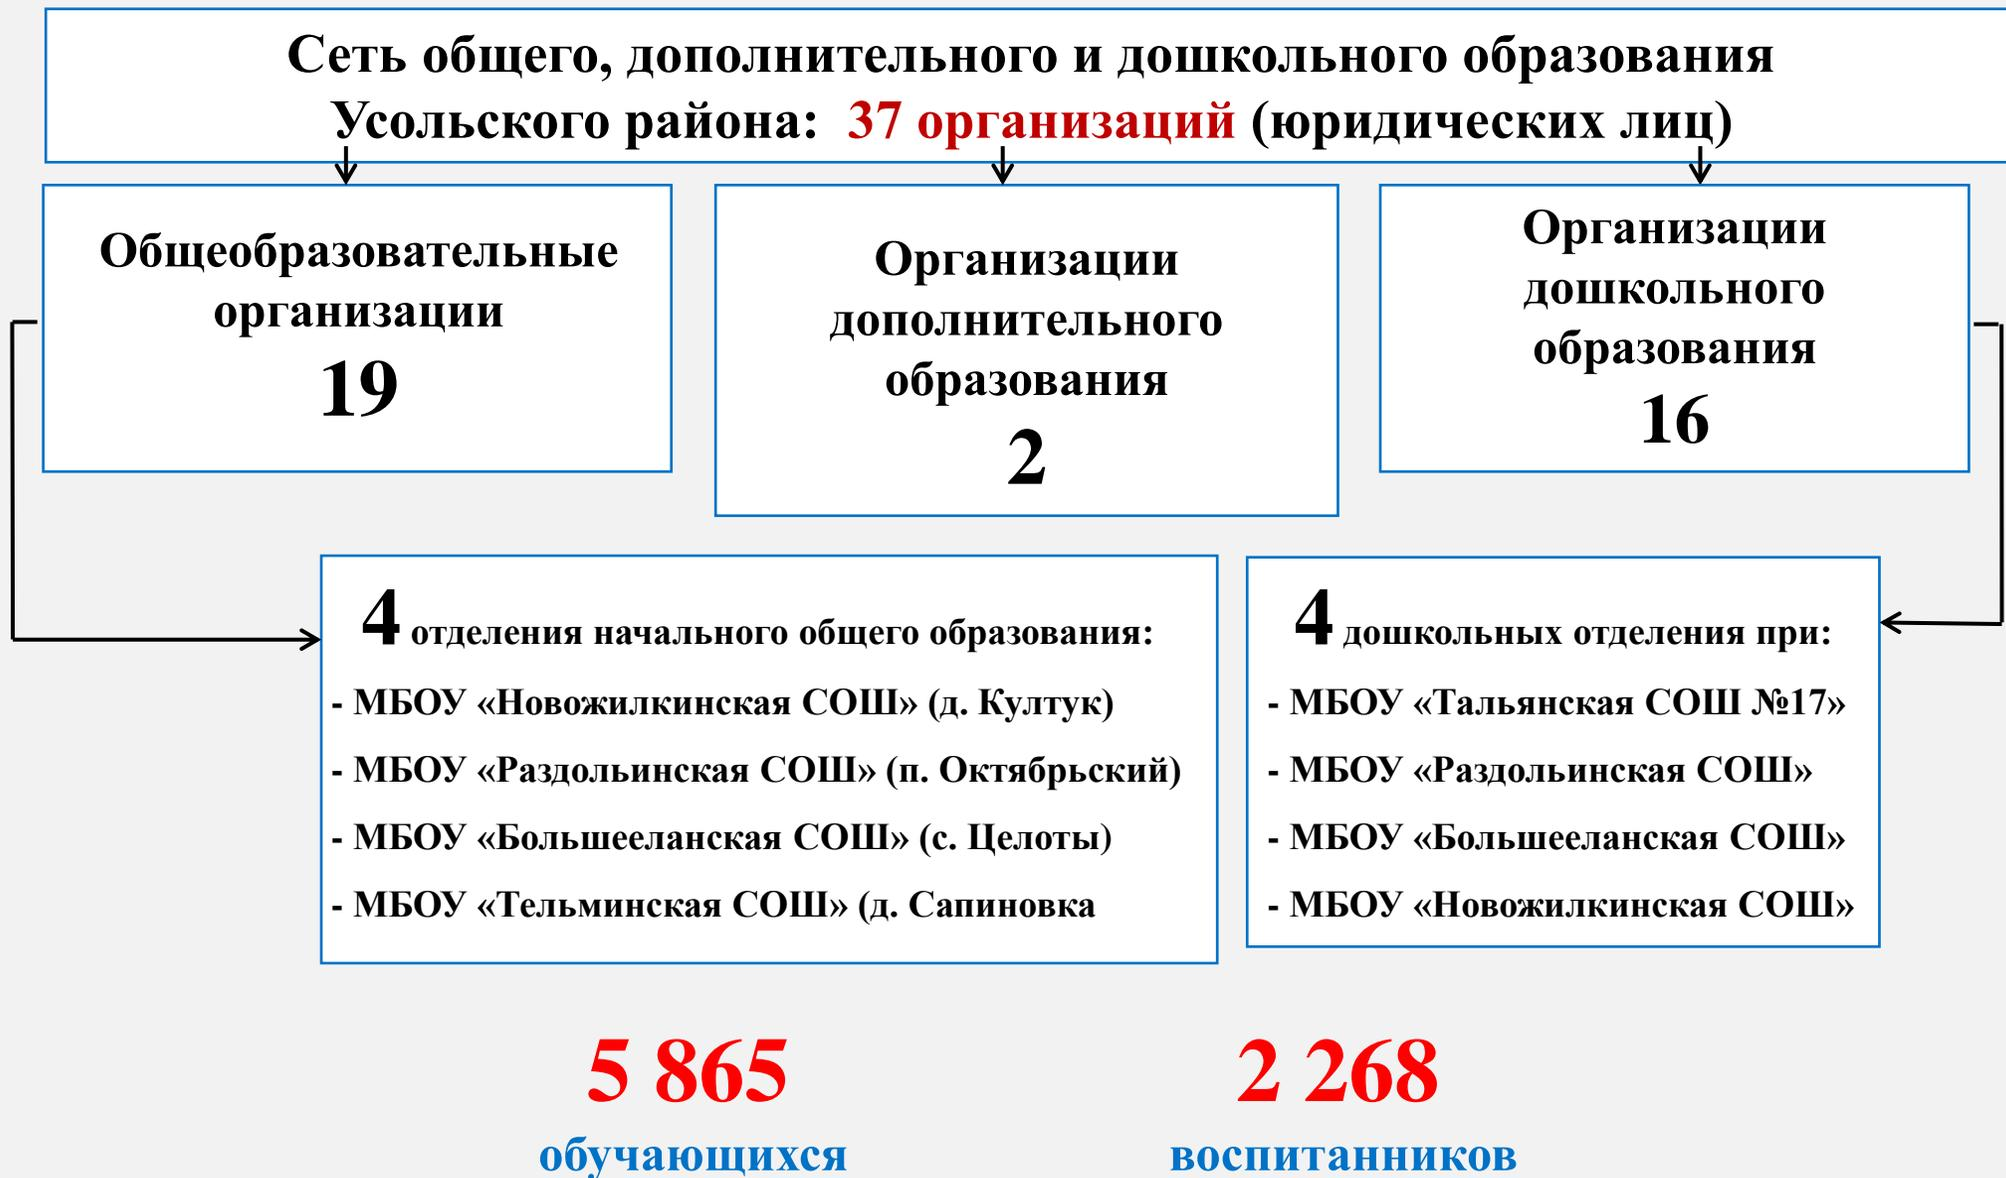 Сеть общего, дополнительного и дошкольного образования
Усольского района: 37 организаций (юридических лиц)
Общеобразовательные
организации
19
Организации
дополнительного
образования
2
Организации
дошкольного
образования
16
4 отделения начального общего образования:
- МБОУ «Новожилкинская СОШ» (д. Култук)
- МБОУ «Раздольинская СОШ» (п. Октябрьский)
- МБОУ «Большееланская СОШ» (с. Целоты)
- МБОУ «Тельминская СОШ» (д. Сапиновка
4 дошкольных отделения при:
- МБОУ «Тальянская СОШ №17»
- МБОУ «Раздольинская СОШ»
- МБОУ «Большееланская СОШ»
- МБОУ «Новожилкинская СОШ»
5 865
обучающихся
2 268
воспитанников